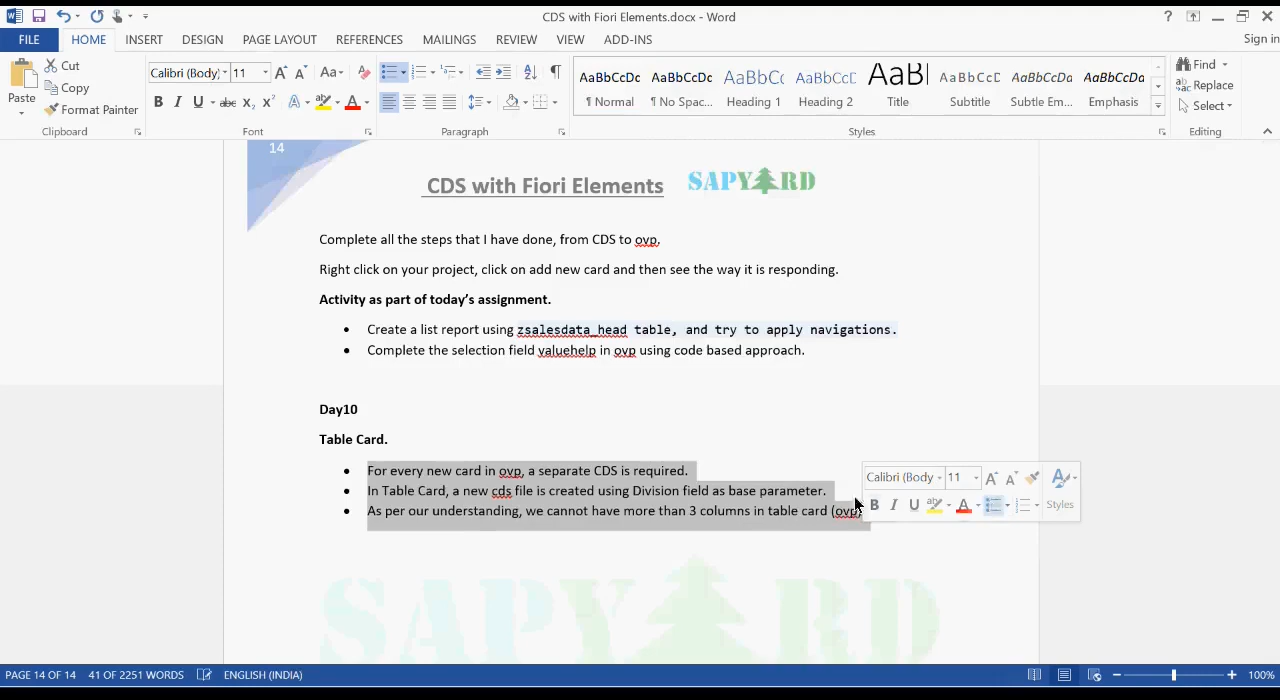 CDS with Fiori Elements.docx - Word
?
FILE HOME INSERT DESIGN PAGE LAYOUT REFERENCES MAILINGS REVIEW VIEW ADD-INS Sign in
Paste
Cut
Copy
Format Painter
Clipboard
Calibri (Body) 11
Font
Paragraph
AaBbCcDc AaBbCcDc AaBbCc AaBbCcC AaBl AaBbCcD AaBbCcDa AaBbCcDa
¶ Normal ¶ No Spac... Heading 1 Heading 2 Title Subtitle Subtle Em... Emphasis
Styles
Find
Replace
Select
Editing
14
CDS with Fiori Elements SAPYARD
Complete all the steps that I have done, from CDS to ovp.
Right click on your project, click on add new card and then see the way it is responding.
Activity as part of today's assignment.
• Create a list report using zsalesdata_head table, and try to apply navigations.
• Complete the selection field valuehelp in ovp using code based approach.
Day10
Table Card.
• For every new card in ovp, a separate CDS is required.
• In Table Card, a new cds file is created using Division field as base parameter.
• As per our understanding, we cannot have more than 3 columns in table card (ovp)
Calibri (Body 11
B I U A Styles
SAPYARD
PAGE 14 OF 14 41 OF 2251 WORDS ENGLISH (INDIA) 100%